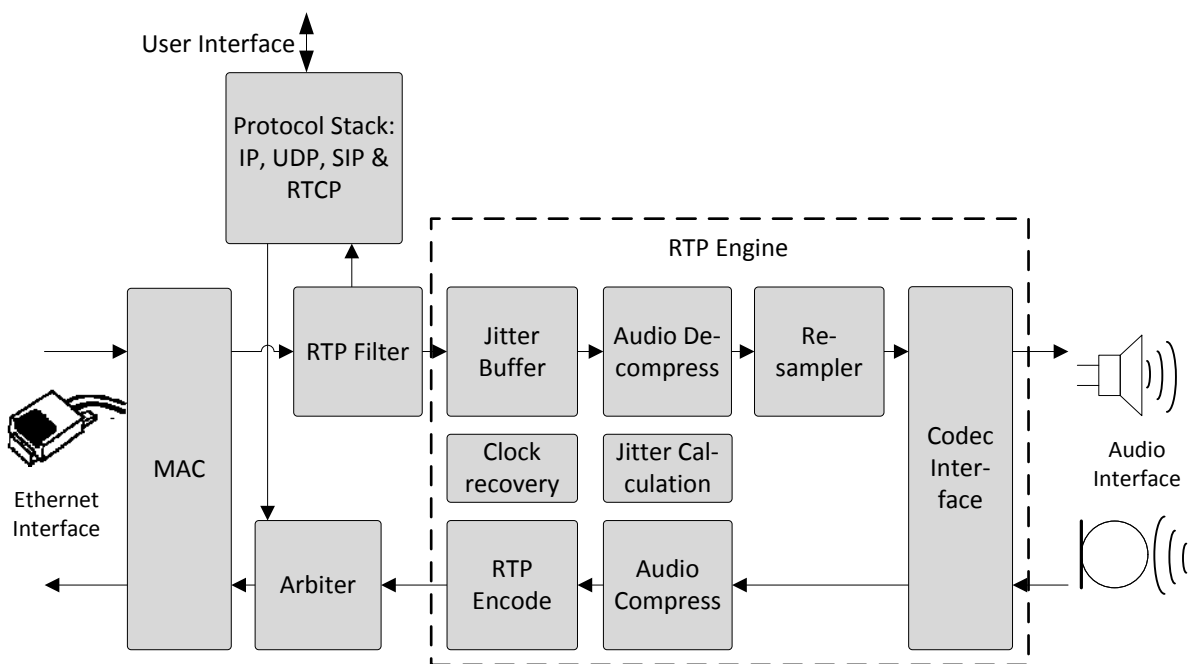 User Interface
Protocol Stack:
IP, UDP, SIP &
RTCP
RTP Engine
RTP Filter
Jitter
Buffer
Audio De-
compress
Re-
sampler
MAC
Clock
recovery
Jitter Cal-
culation
Codec
Inter-
face
Audio
Interface
Ethernet
Interface
Arbiter
RTP
Encode
Audio
Compress